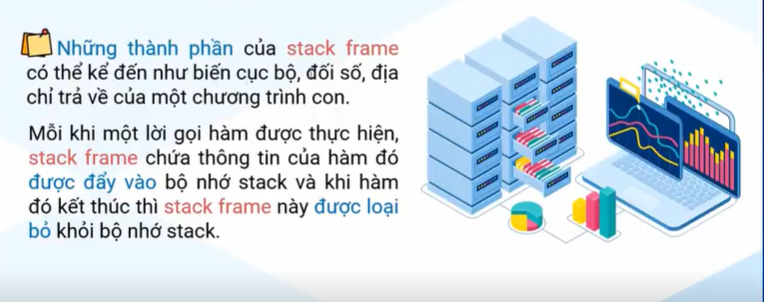 Những thành phần của stack frame
có thể kể đến như biến cục bộ, đối số, địa
chỉ trả về của một chương trình con.
Mỗi khi một lời gọi hàm được thực hiện,
stack frame chứa thông tin của hàm đó
được đẩy vào bộ nhớ stack và khi hàm
đó kết thúc thì stack frame này được loại
bỏ khỏi bộ nhớ stack.